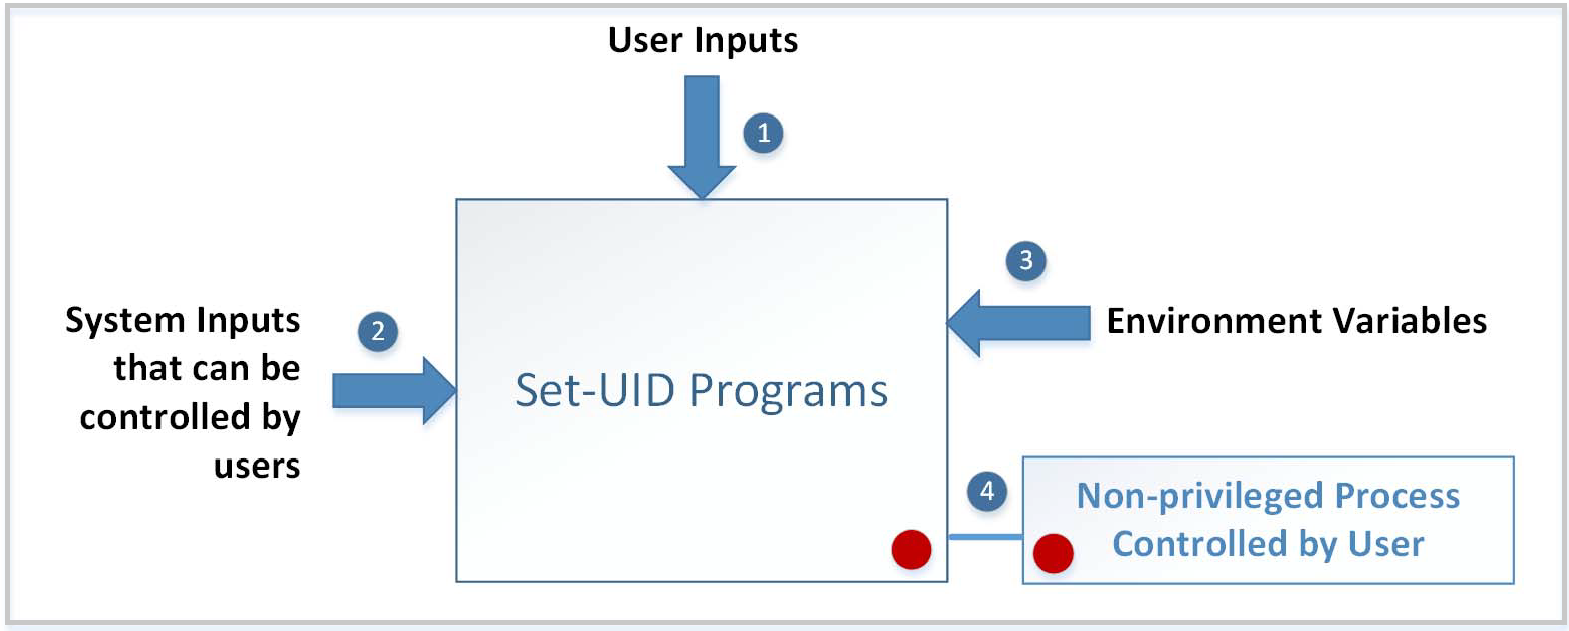 User Inputs
1
3
System Inputs
that can be
controlled by
users
2
Environment Variables
Set-UID Programs
4
Non-privileged Process
Controlled by User